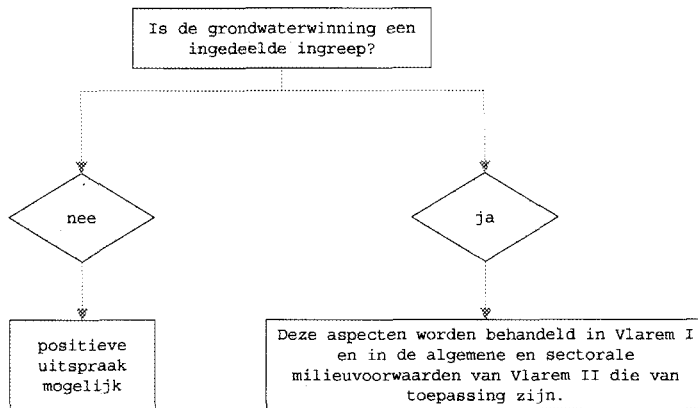 Is de grondwaterwinning een
ingedeelde ingreep?
nee
ja
positieve
uitspraak
mogelijk
Deze aspecten worden behandeld in Vlarem I
en in de algemene en sectorale
milieuvoorwaarden van Vlarem II die van
toepassing zijn.